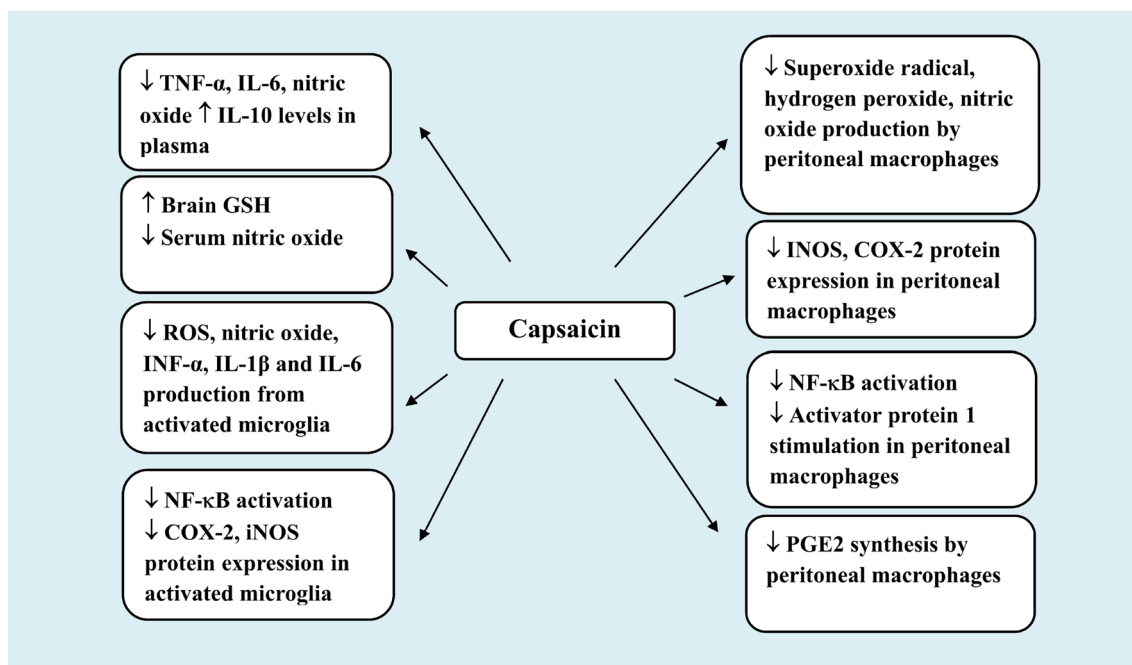 ↓ TNF-α, IL-6, nitric
oxide ↑ IL-10 levels in
plasma
↑ Brain GSH
↓ Serum nitric oxide
↓ ROS, nitric oxide,
INF-α, IL-1β and IL-6
production from
activated microglia
↓ NF-κB activation
↓ COX-2, iNOS
protein expression in
activated microglia
Capsaicin
↓ Superoxide radical,
hydrogen peroxide, nitric
oxide production by
peritoneal macrophages
↓ INOS, COX-2 protein
expression in peritoneal
macrophages
↓ NF-κB activation
↓ Activator protein 1
stimulation in peritoneal
macrophages
↓ PGE2 synthesis by
peritoneal macrophages